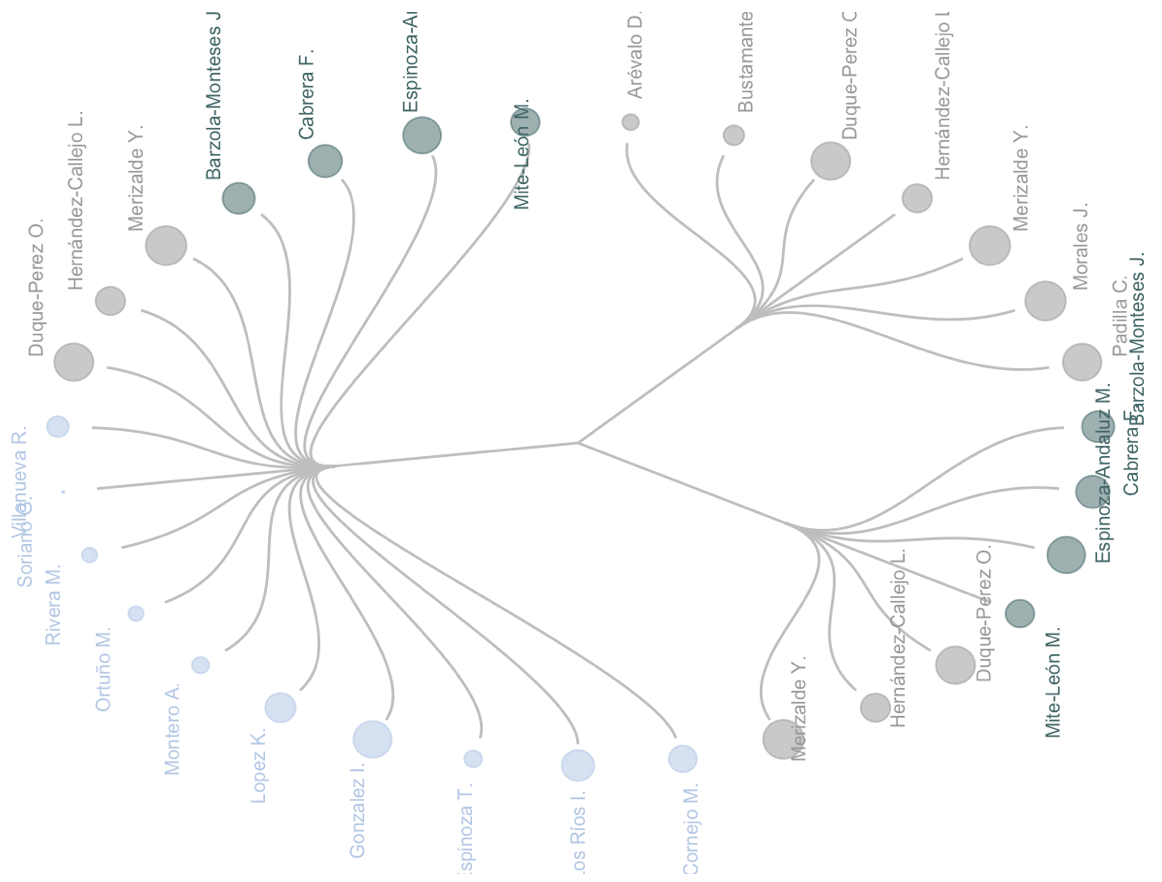 Duque-Perez O.
Hernández-Callejo L.
Merizalde Y.
Barzola-Monteses J
Cabrera F.
Espinoza-A
Mite-León M.
Arévalo D.
Bustamante
Duque-Perez
Hernández-Callejo
Merizalde Y.
Morales J.
Padilla C.
Barzola-Monteses J.
Cabrera F.
Espinoza-Andaluz M.
Mite-León M.
Duque-Perez O.
Hernández-Callejo L.
Merizalde Y.
Cornejo M.
Los Ríos I.
spinoza T.
González I.
Lopez K.
Montero A.
Ortuño M.
Rivera M.
Soriano G.
Villanueva R.